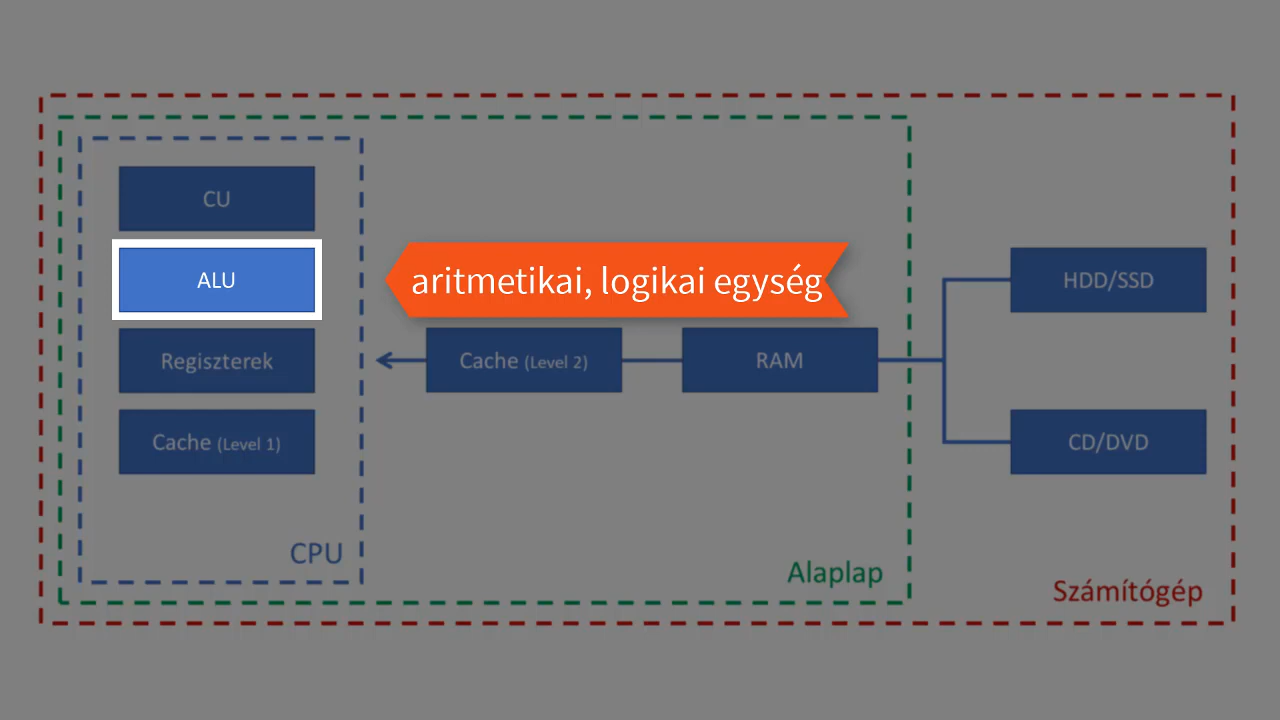 CU
ALU
aritmetikai, logikai egység
HDD/SSD
Regiszterek
Cache (Level 2)
RAM
Cache (Level 1)
CD/DVD
CPU
Alaplap
Számítógép